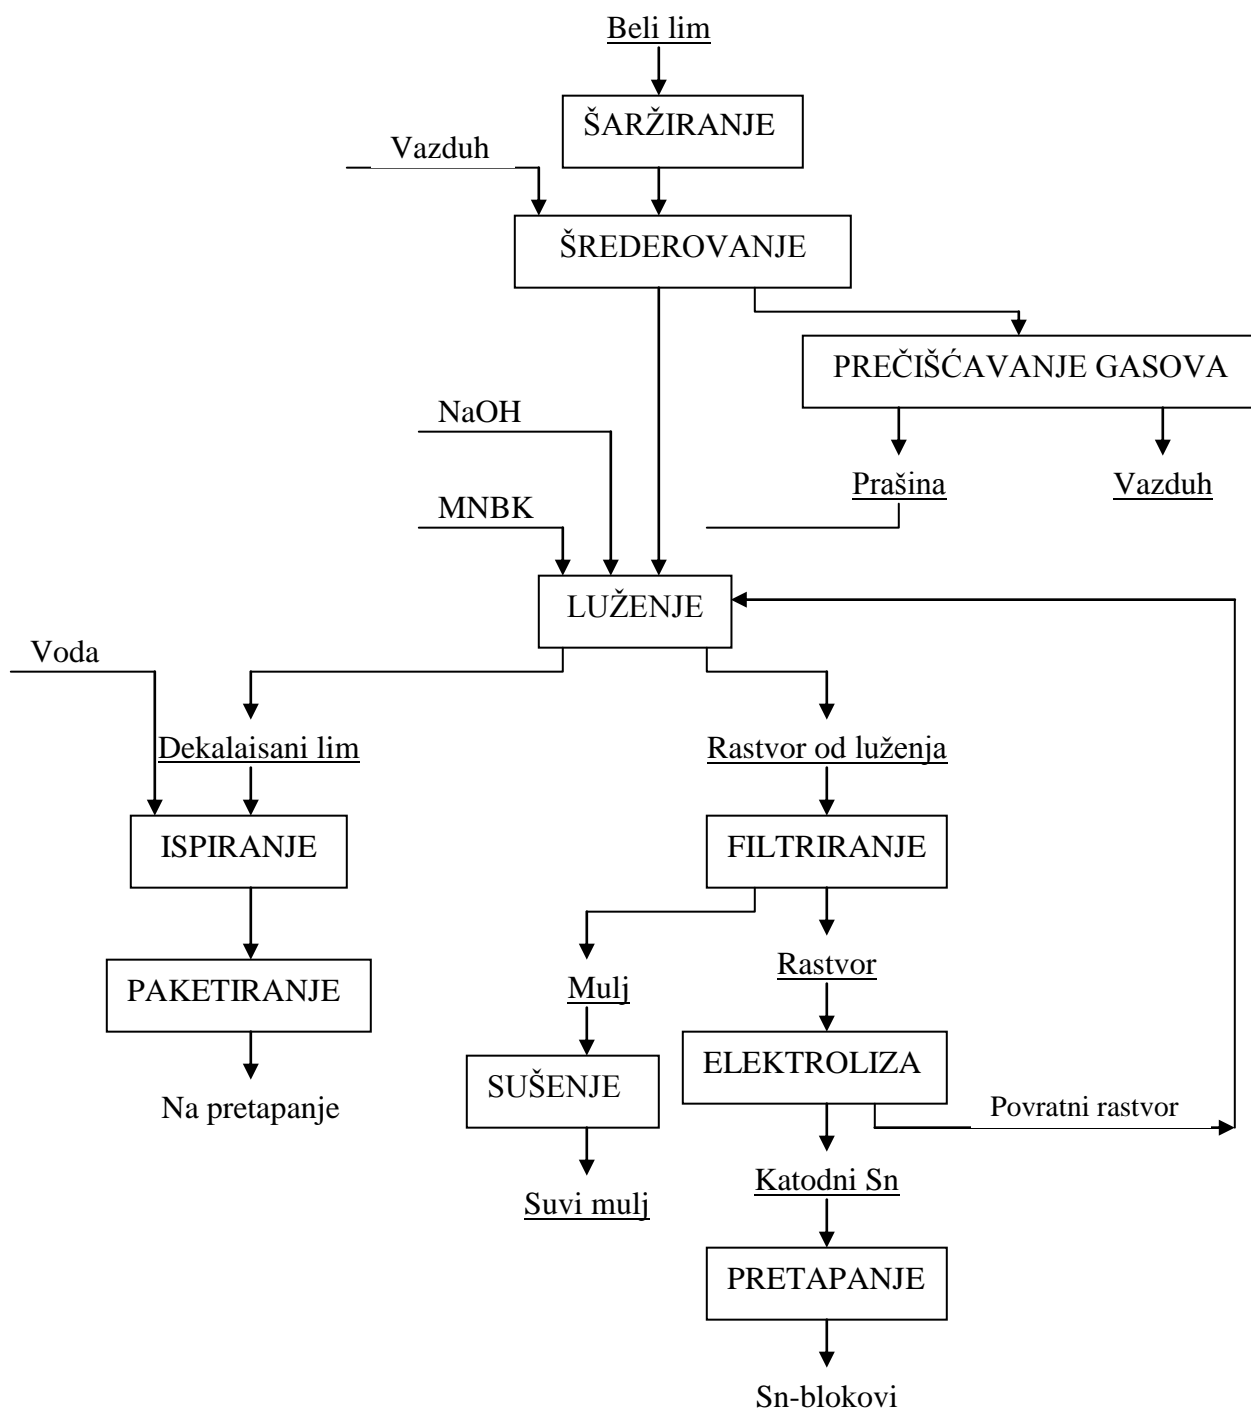 Beli lim
ŠARŽIRANJE
Vazduh
ŠREDEROVANJE
PREČIŠĆAVANJE GASOVA
NaOH
Prašina
Vazduh
MNBK
LUŽENJE
Voda
Dekalaisani lim
Rastvor od luženja
ISPIRANJE
FILTRIRANJE
Rastvor
PAKETIRANJE
Mulj
ELEKTROLIZA
SUŠENJE
Na pretapanje
Povratni rastvor
Katodni Sn
Suvi mulj
PRETAPANJE
Sn-blokovi